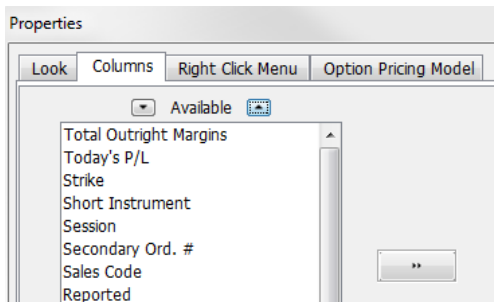 Properties
Look Columns Right Click Menu Option Pricing Model
Available
Total Outright Margins
Today's P/L
Strike
Short Instrument
Session
Secondary Ord. #
Sales Code
Reported
»